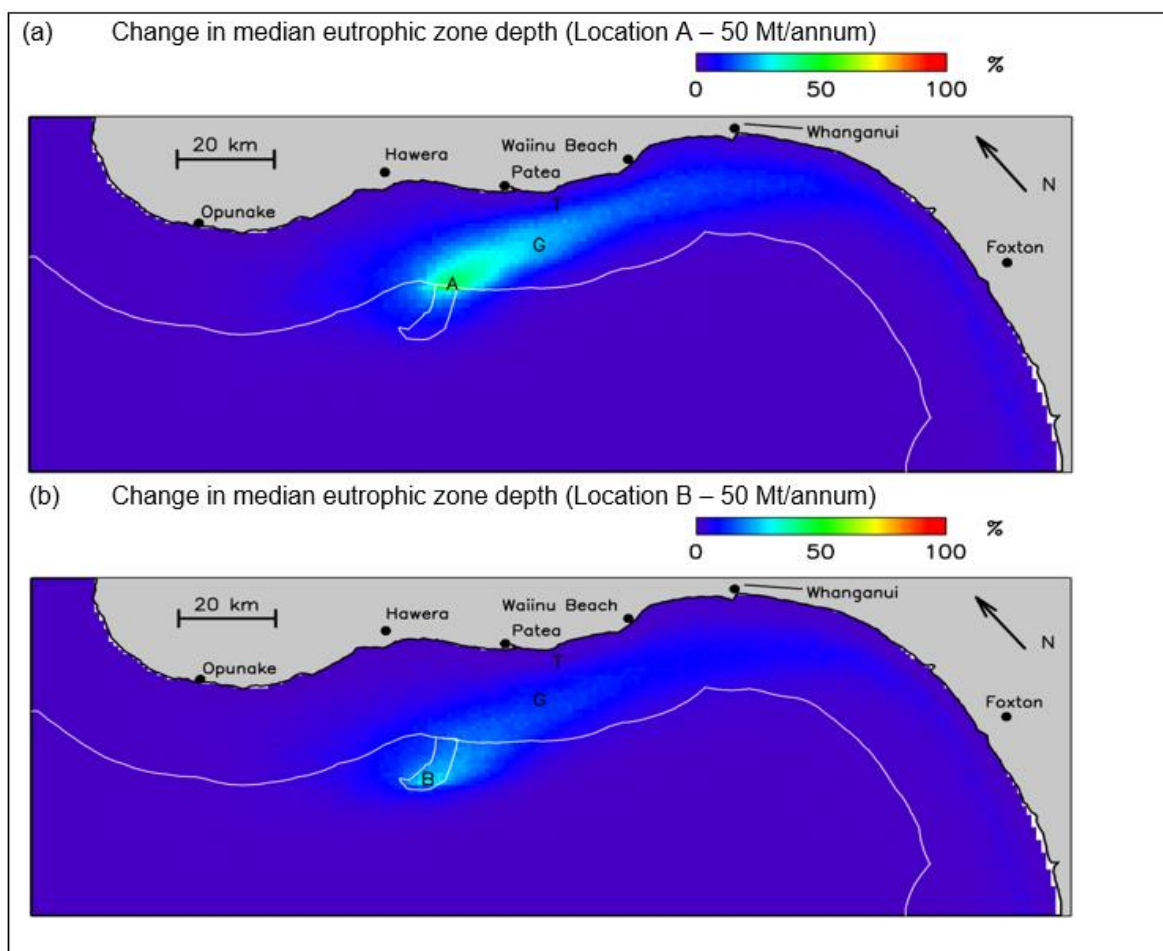 (a) Change in median eutrophic zone depth (Location A – 50 Mt/annum)
%
0 50 100
Whanganui
20 km
Waiinu Beach
Hawera
Patea
N
T
Opunake
G
Foxton
A
(b) Change in median eutrophic zone depth (Location B – 50 Mt/annum)
%
0 50 100
Whanganui
20 km
Waiinu Beach
Hawera
Patea
N
T
Opunake
G
Foxton
B